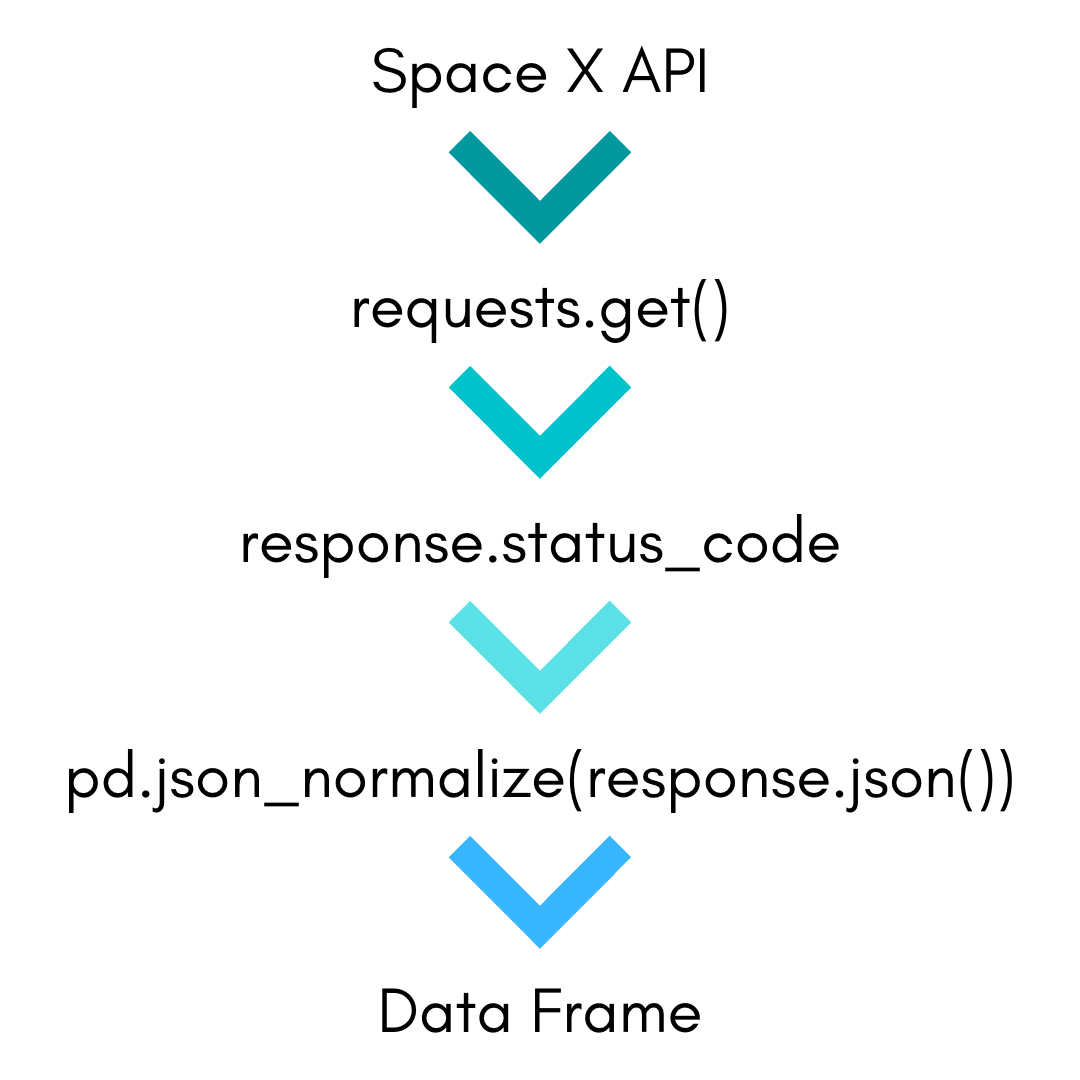 Space X API
requests.get()
response.status_code
pd.json_normalize(response.json())
Data Frame